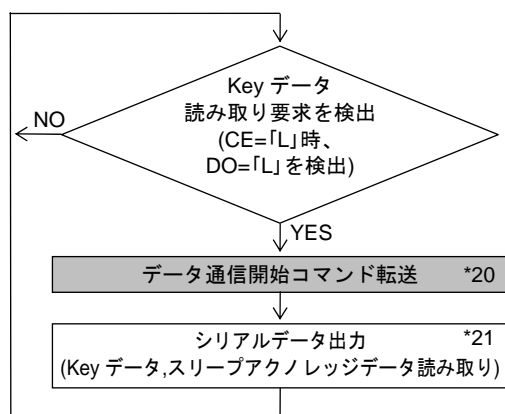 Key データ
読み取り要求を検出
(CE=｢L｣時、
DO=｢L｣を検出)
NO
YES
データ通信開始コマンド転送 *20
シリアルデータ出力 *21
(Key データ,スリープアクノレッジデータ読み取り)